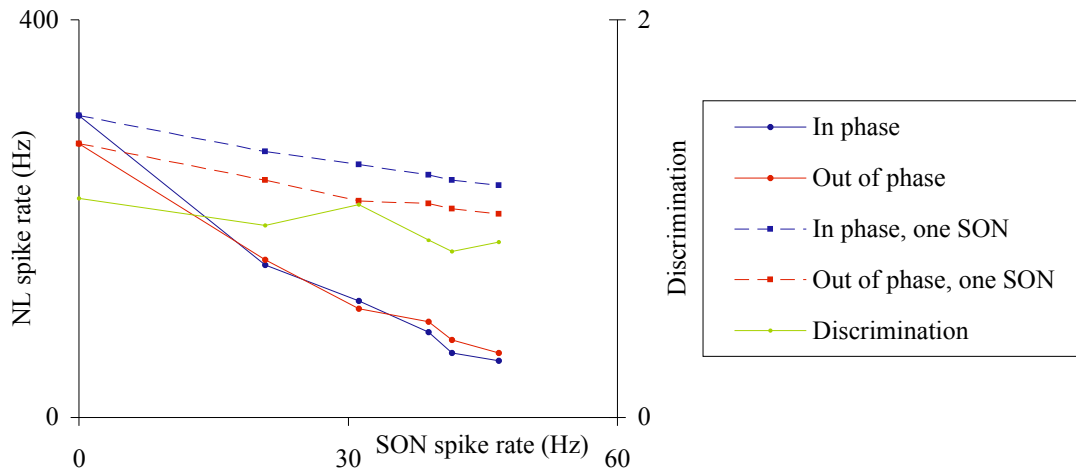 400
2
NL spike rate (Hz)
Discrimination
In phase
Out of phase
In phase, one SON
Out of phase, one SON
Discrimination
0
0
SON spike rate (Hz)
0
30
60